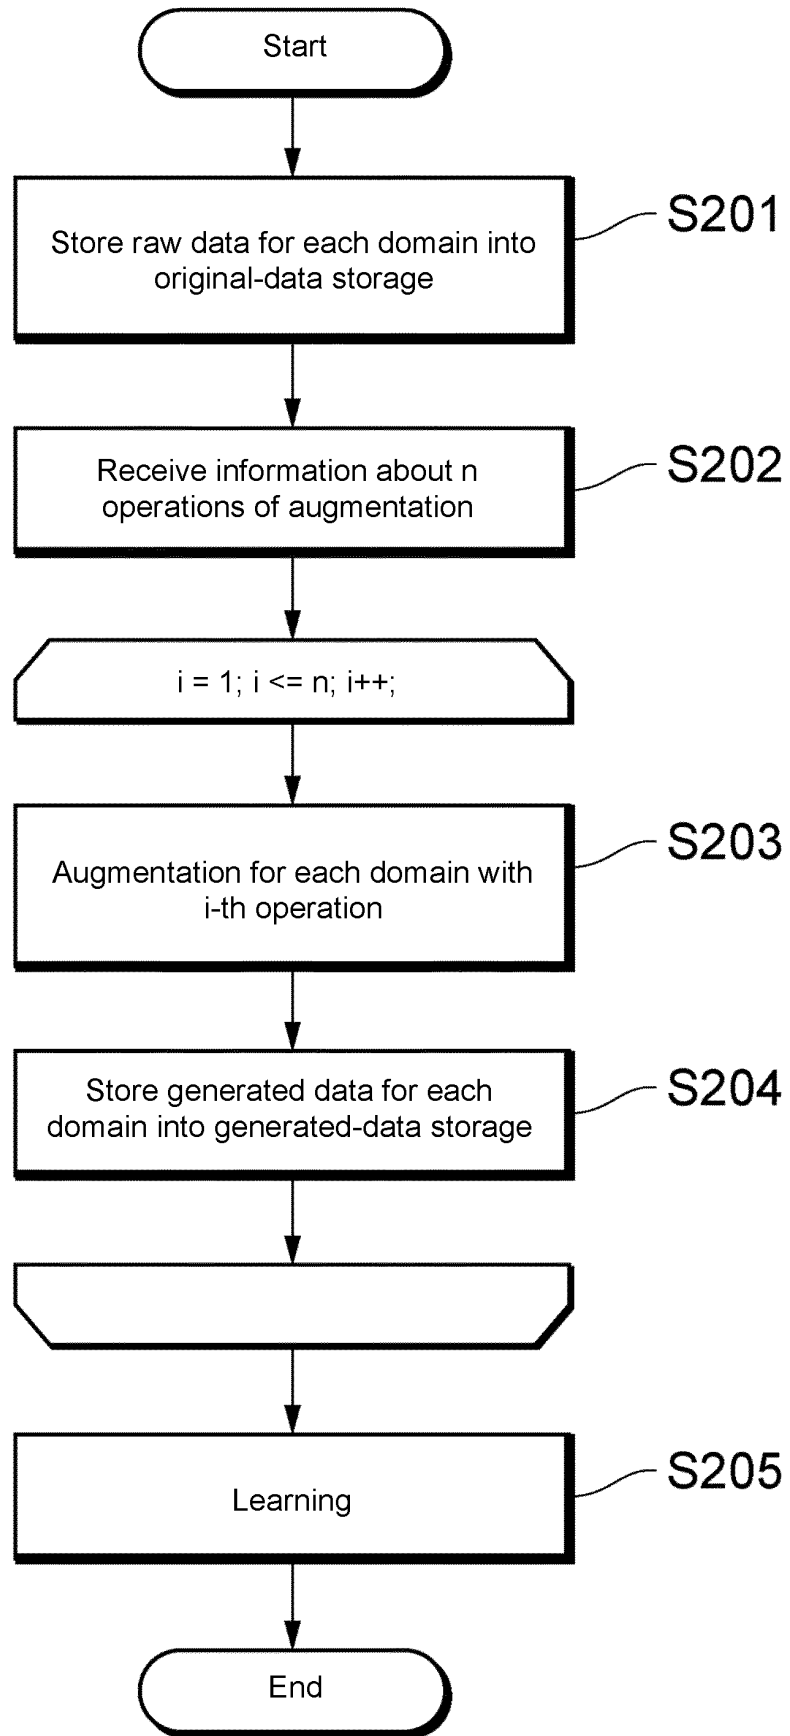 Start
Store raw data for each domain into
original-data storage
S201
Receive information about n
operations of augmentation
S202
i = 1; i <= n; i++;
Augmentation for each domain with
i-th operation
S203
Store generated data for each
domain into generated-data storage
S204
Learning
S205
End